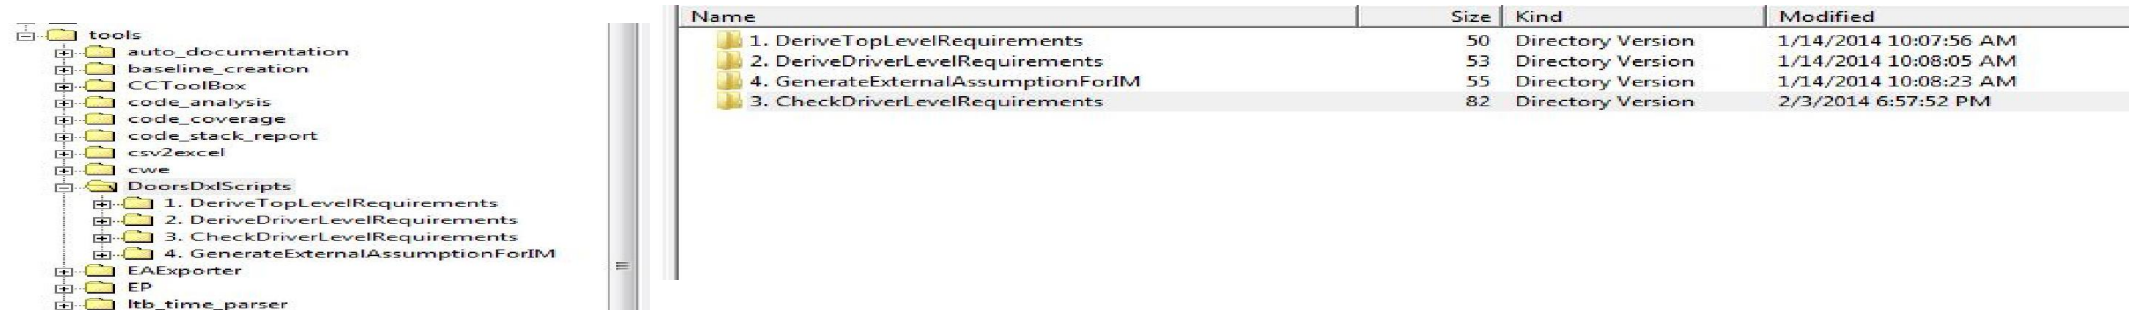 tools
auto_documentation
baseline_creation
CCToolBox
code_analysis
code_coverage
code_stack_report
csv2excel
cwe
DoorsDxlScripts
1. DeriveTopLevelRequirements
2. DeriveDriverLevelRequirements
3. CheckDriverLevelRequirements
4. GenerateExternalAssumptionForIM
EAExporter
EP
ltb_time_parser
Name Size Kind Modified
1. DeriveTopLevelRequirements 50 Directory Version 1/14/2014 10:07:56 AM
2. DeriveDriverLevelRequirements 53 Directory Version 1/14/2014 10:08:05 AM
4. GenerateExternalAssumptionForIM 55 Directory Version 1/14/2014 10:08:23 AM
3. CheckDriverLevelRequirements 82 Directory Version 2/3/2014 6:57:52 PM